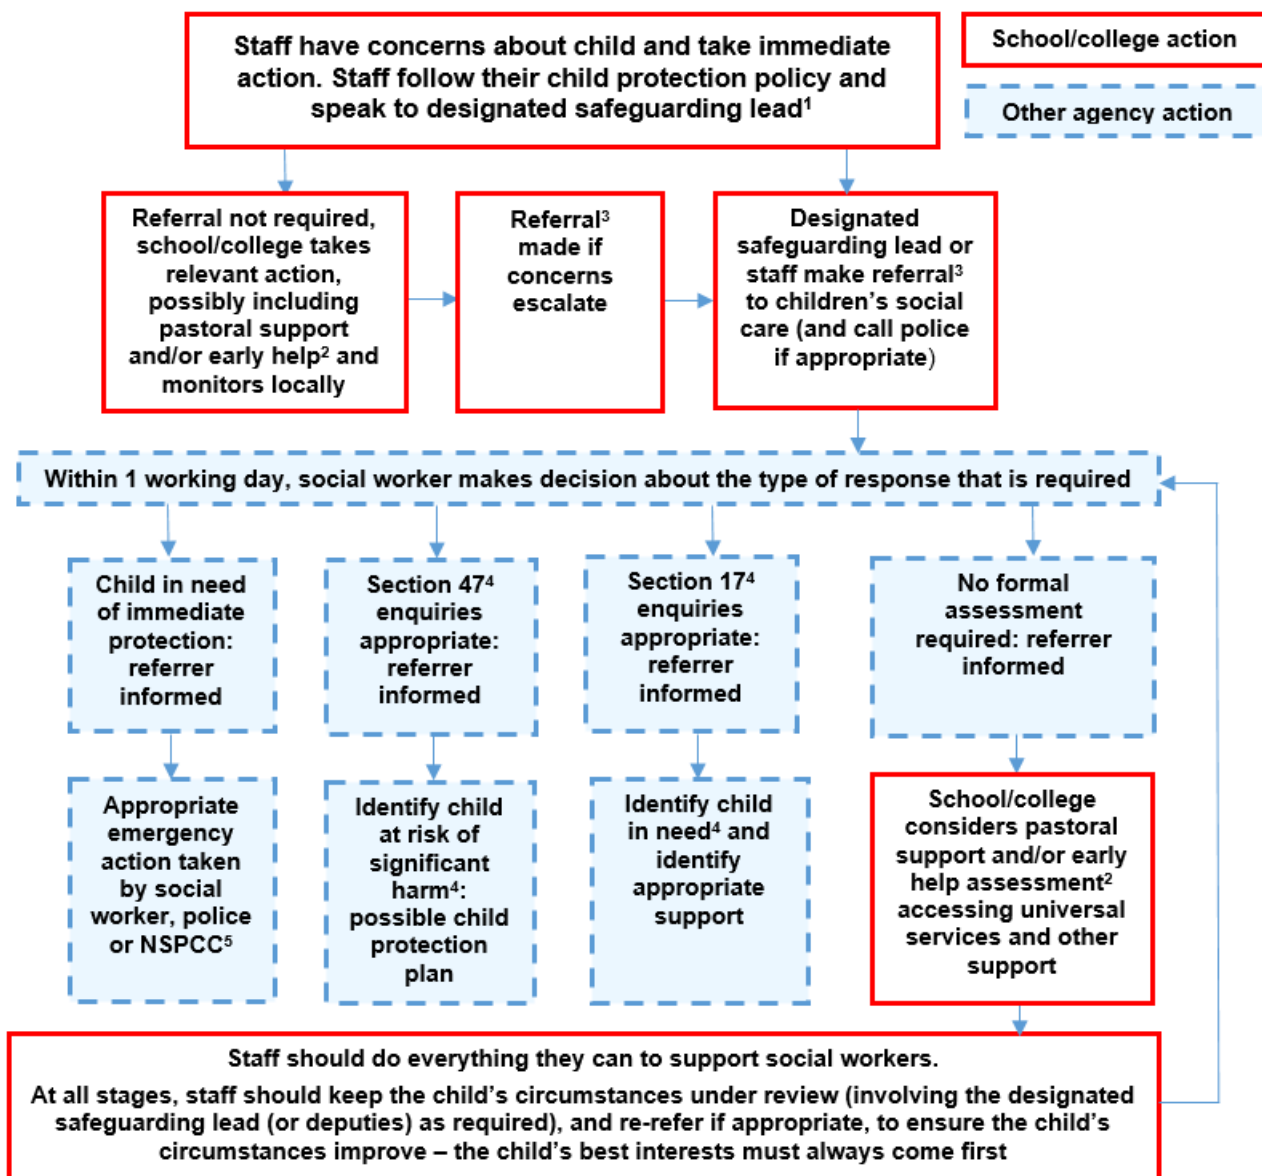 Staff have concerns about child and take immediate
action. Staff follow their child protection policy and
speak to designated safeguarding lead¹
School/college action
Other agency action
Referral not required,
school/college takes
relevant action,
possibly including
pastoral support
and/or early help² and
monitors locally
Referral³
made if
concerns
escalate
Designated
safeguarding lead or
staff make referral³
to children’s social
care (and call police
if appropriate)
Within 1 working day, social worker makes decision about the type of response that is required
Child in need
of immediate
protection:
referrer
informed
Section 47⁴
enquiries
appropriate:
referrer
informed
Section 17⁴
enquiries
appropriate:
referrer
informed
No formal
assessment
required: referrer
informed
Appropriate
emergency
action taken
by social
worker, police
or NSPCC⁵
Identify child
at risk of
significant
harm⁴:
possible child
protection
plan
Identify child
in need⁴ and
identify
appropriate
support
School/college
considers pastoral
support and/or early
help assessment²
accessing universal
services and other
support
Staff should do everything they can to support social workers.
At all stages, staff should keep the child’s circumstances under review (involving the designated
safeguarding lead (or deputies) as required), and re-refer if appropriate, to ensure the child’s
circumstances improve – the child’s best interests must always come first